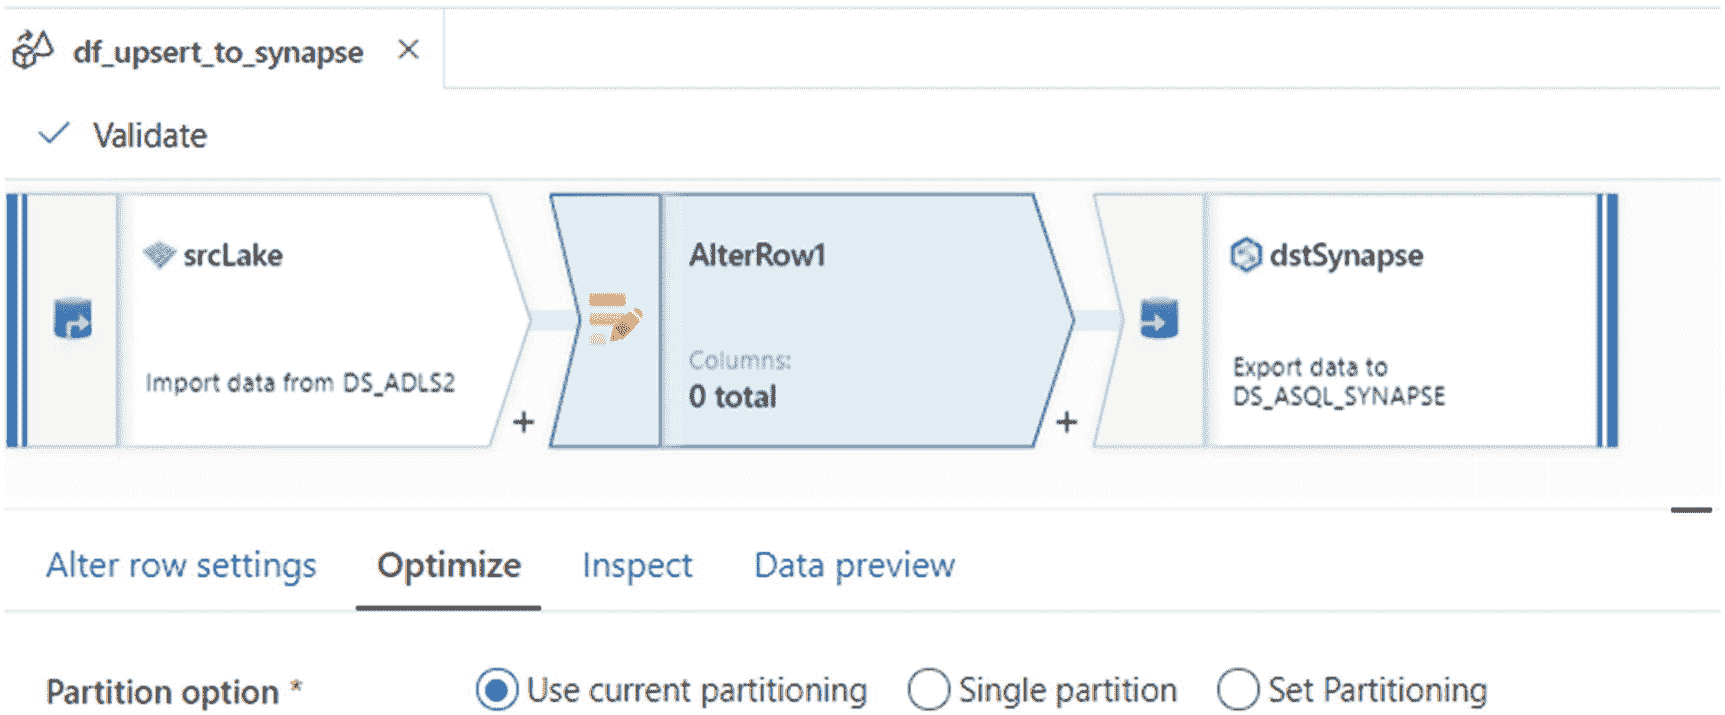 df_upsert_to_synapse
Validate
srcLake
Import data from DS_ADLS2
+
AlterRow1
Columns:
0 total
+
dstSynapse
Export data to
DS_ASQL_SYNAPSE
Alter row settings Optimize Inspect Data preview
Partition option * Use current partitioning Single partition Set Partitioning